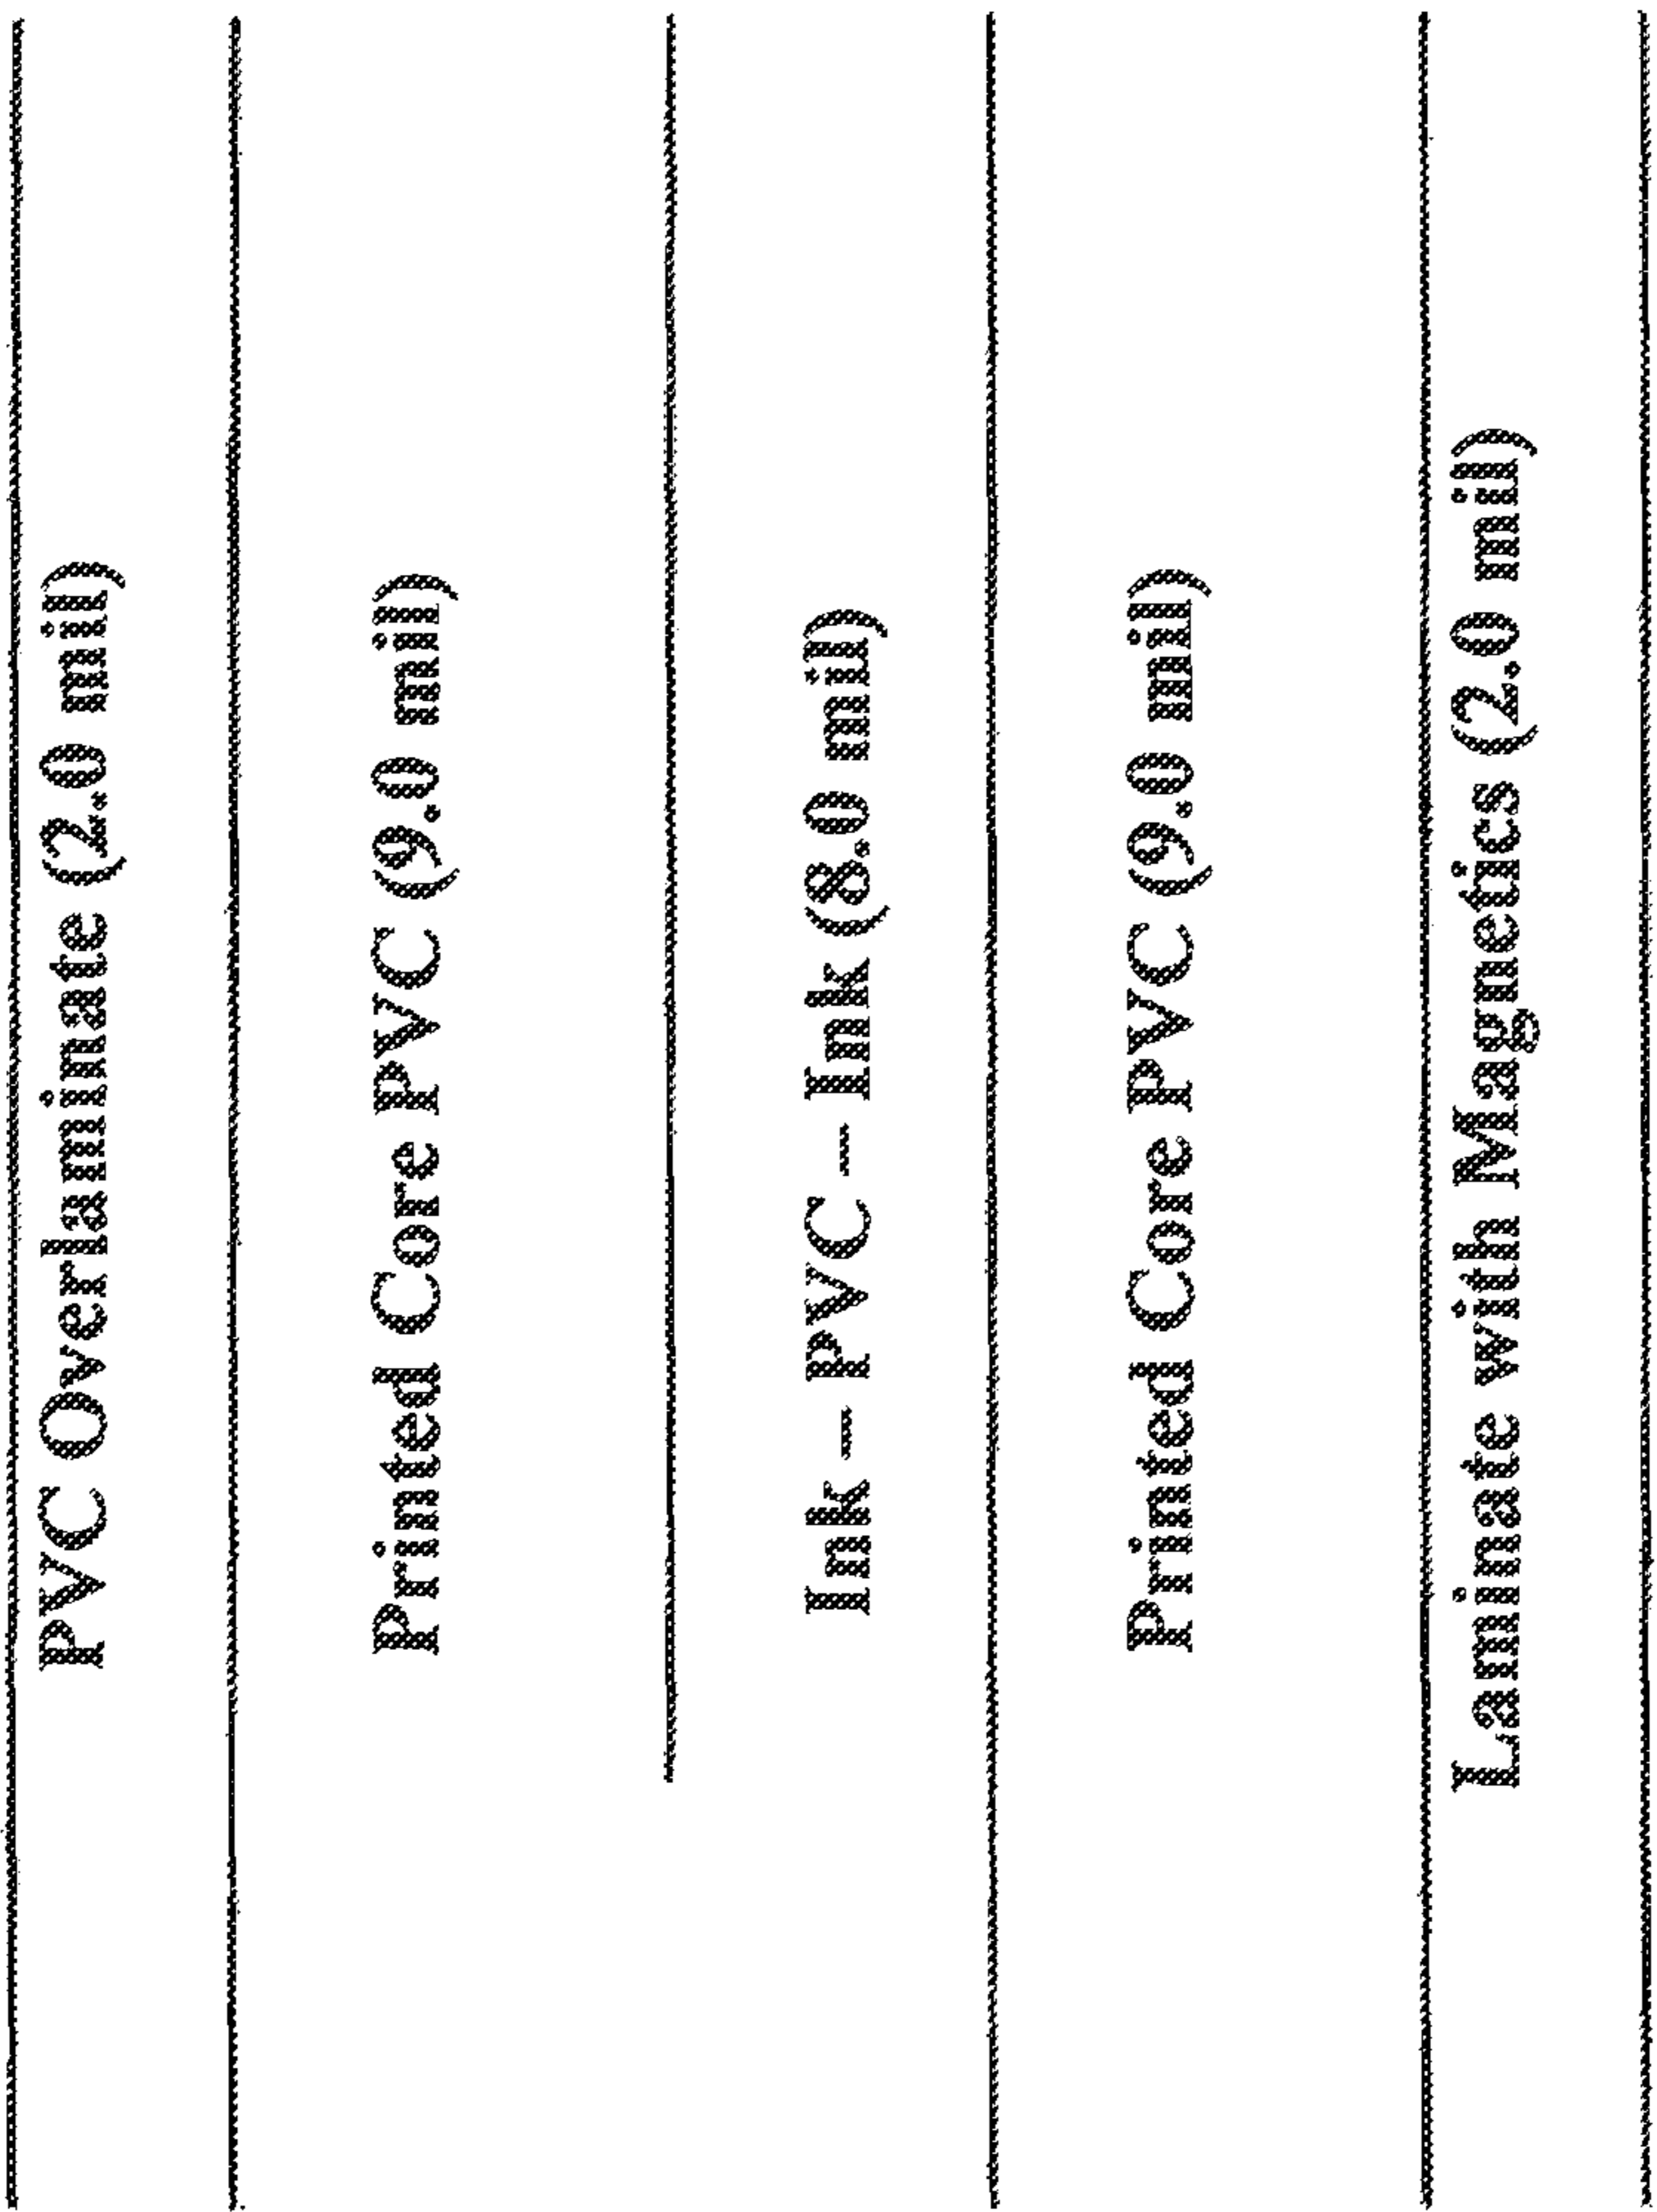 PVC Overlaminate (2.0 mil)
Printed Core PVC (9.0 mil)
Ink – PVC – Ink (8.0 mil)
Printed Core PVC (9.0 mil)
Laminate with Magnetics (2.0 mil)